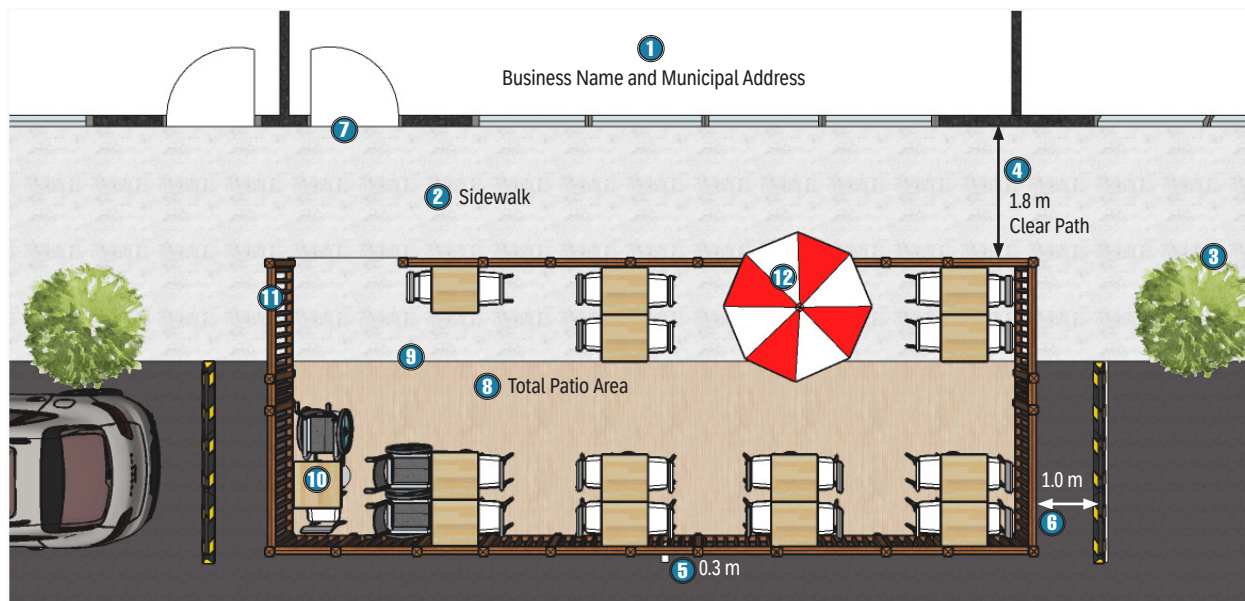 1
Business Name and Municipal Address
7
2 Sidewalk
4
1.8 m
Clear Path
3
12
11
9
8 Total Patio Area
10
1.0 m
6
5 0.3 m